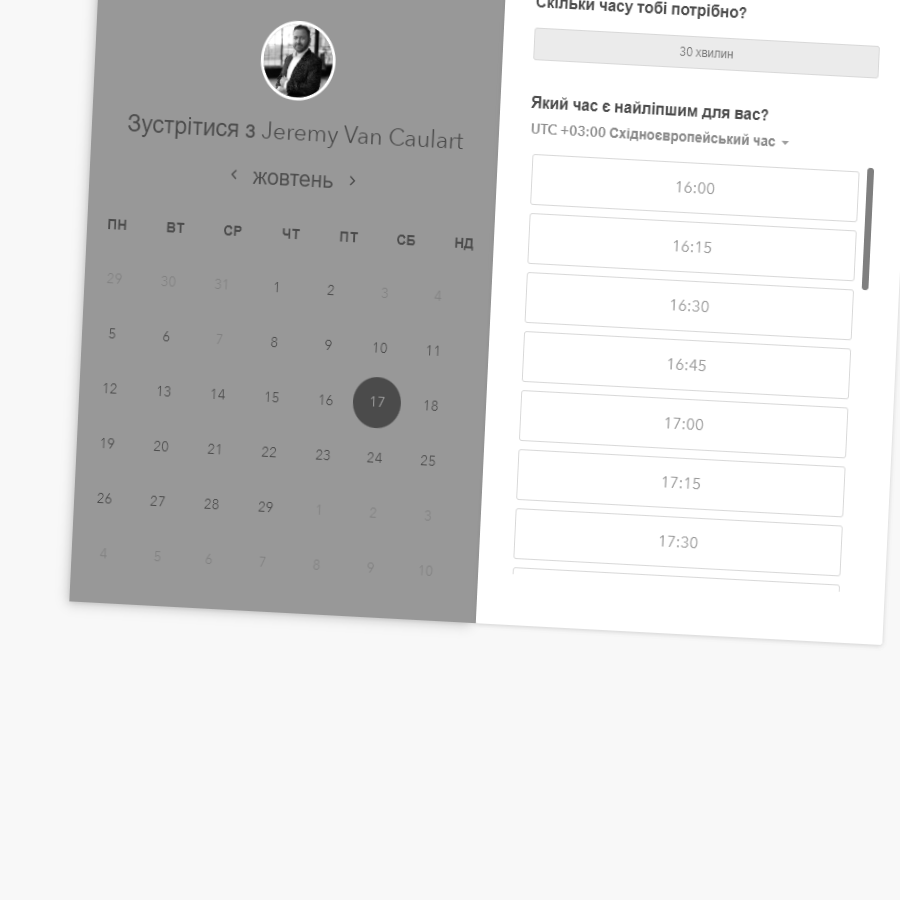 Зустрітися з Jeremy Van Caulart
‹ жовтень ›
ПН ВТ СР ЧТ ПТ СБ НД
29 30 31 1 2 3 4
5 6 7 8 9 10 11
12 13 14 15 16 17 18
19 20 21 22 23 24 25
26 27 28 29 1 2 3
4 5 6 7 8 9 10
Скільки часу тобі потрібно?
30 хвилин
Який час є найліпшим для вас?
UTC +03:00 Східноєвропейський час
16:00
16:15
16:30
16:45
17:00
17:15
17:30